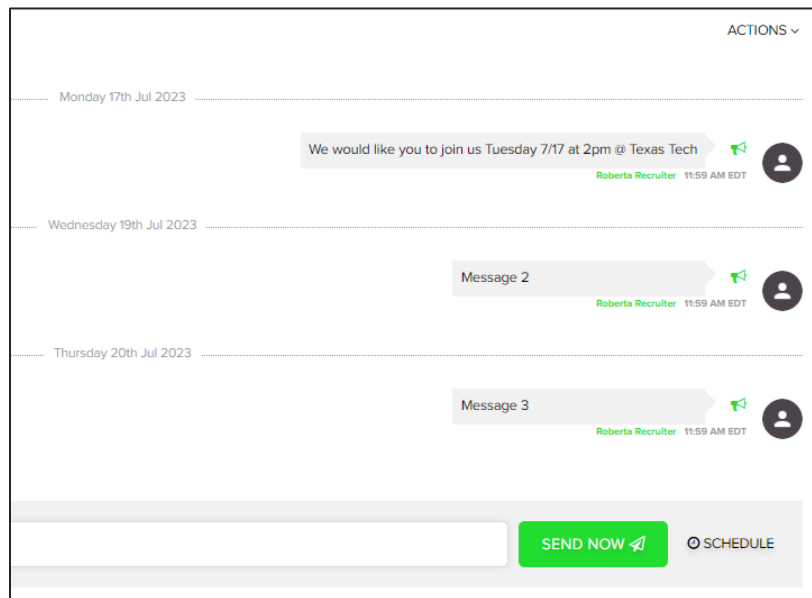 ACTIONS
Monday 17th Jul 2023
We would like you to join us Tuesday 7/17 at 2pm @ Texas Tech
Roberta Recruiter 11:59 AM EDT
Wednesday 19th Jul 2023
Message 2
Roberta Recruiter 11:59 AM EDT
Thursday 20th Jul 2023
Message 3
Roberta Recruiter 11:59 AM EDT
SEND NOW SCHEDULE